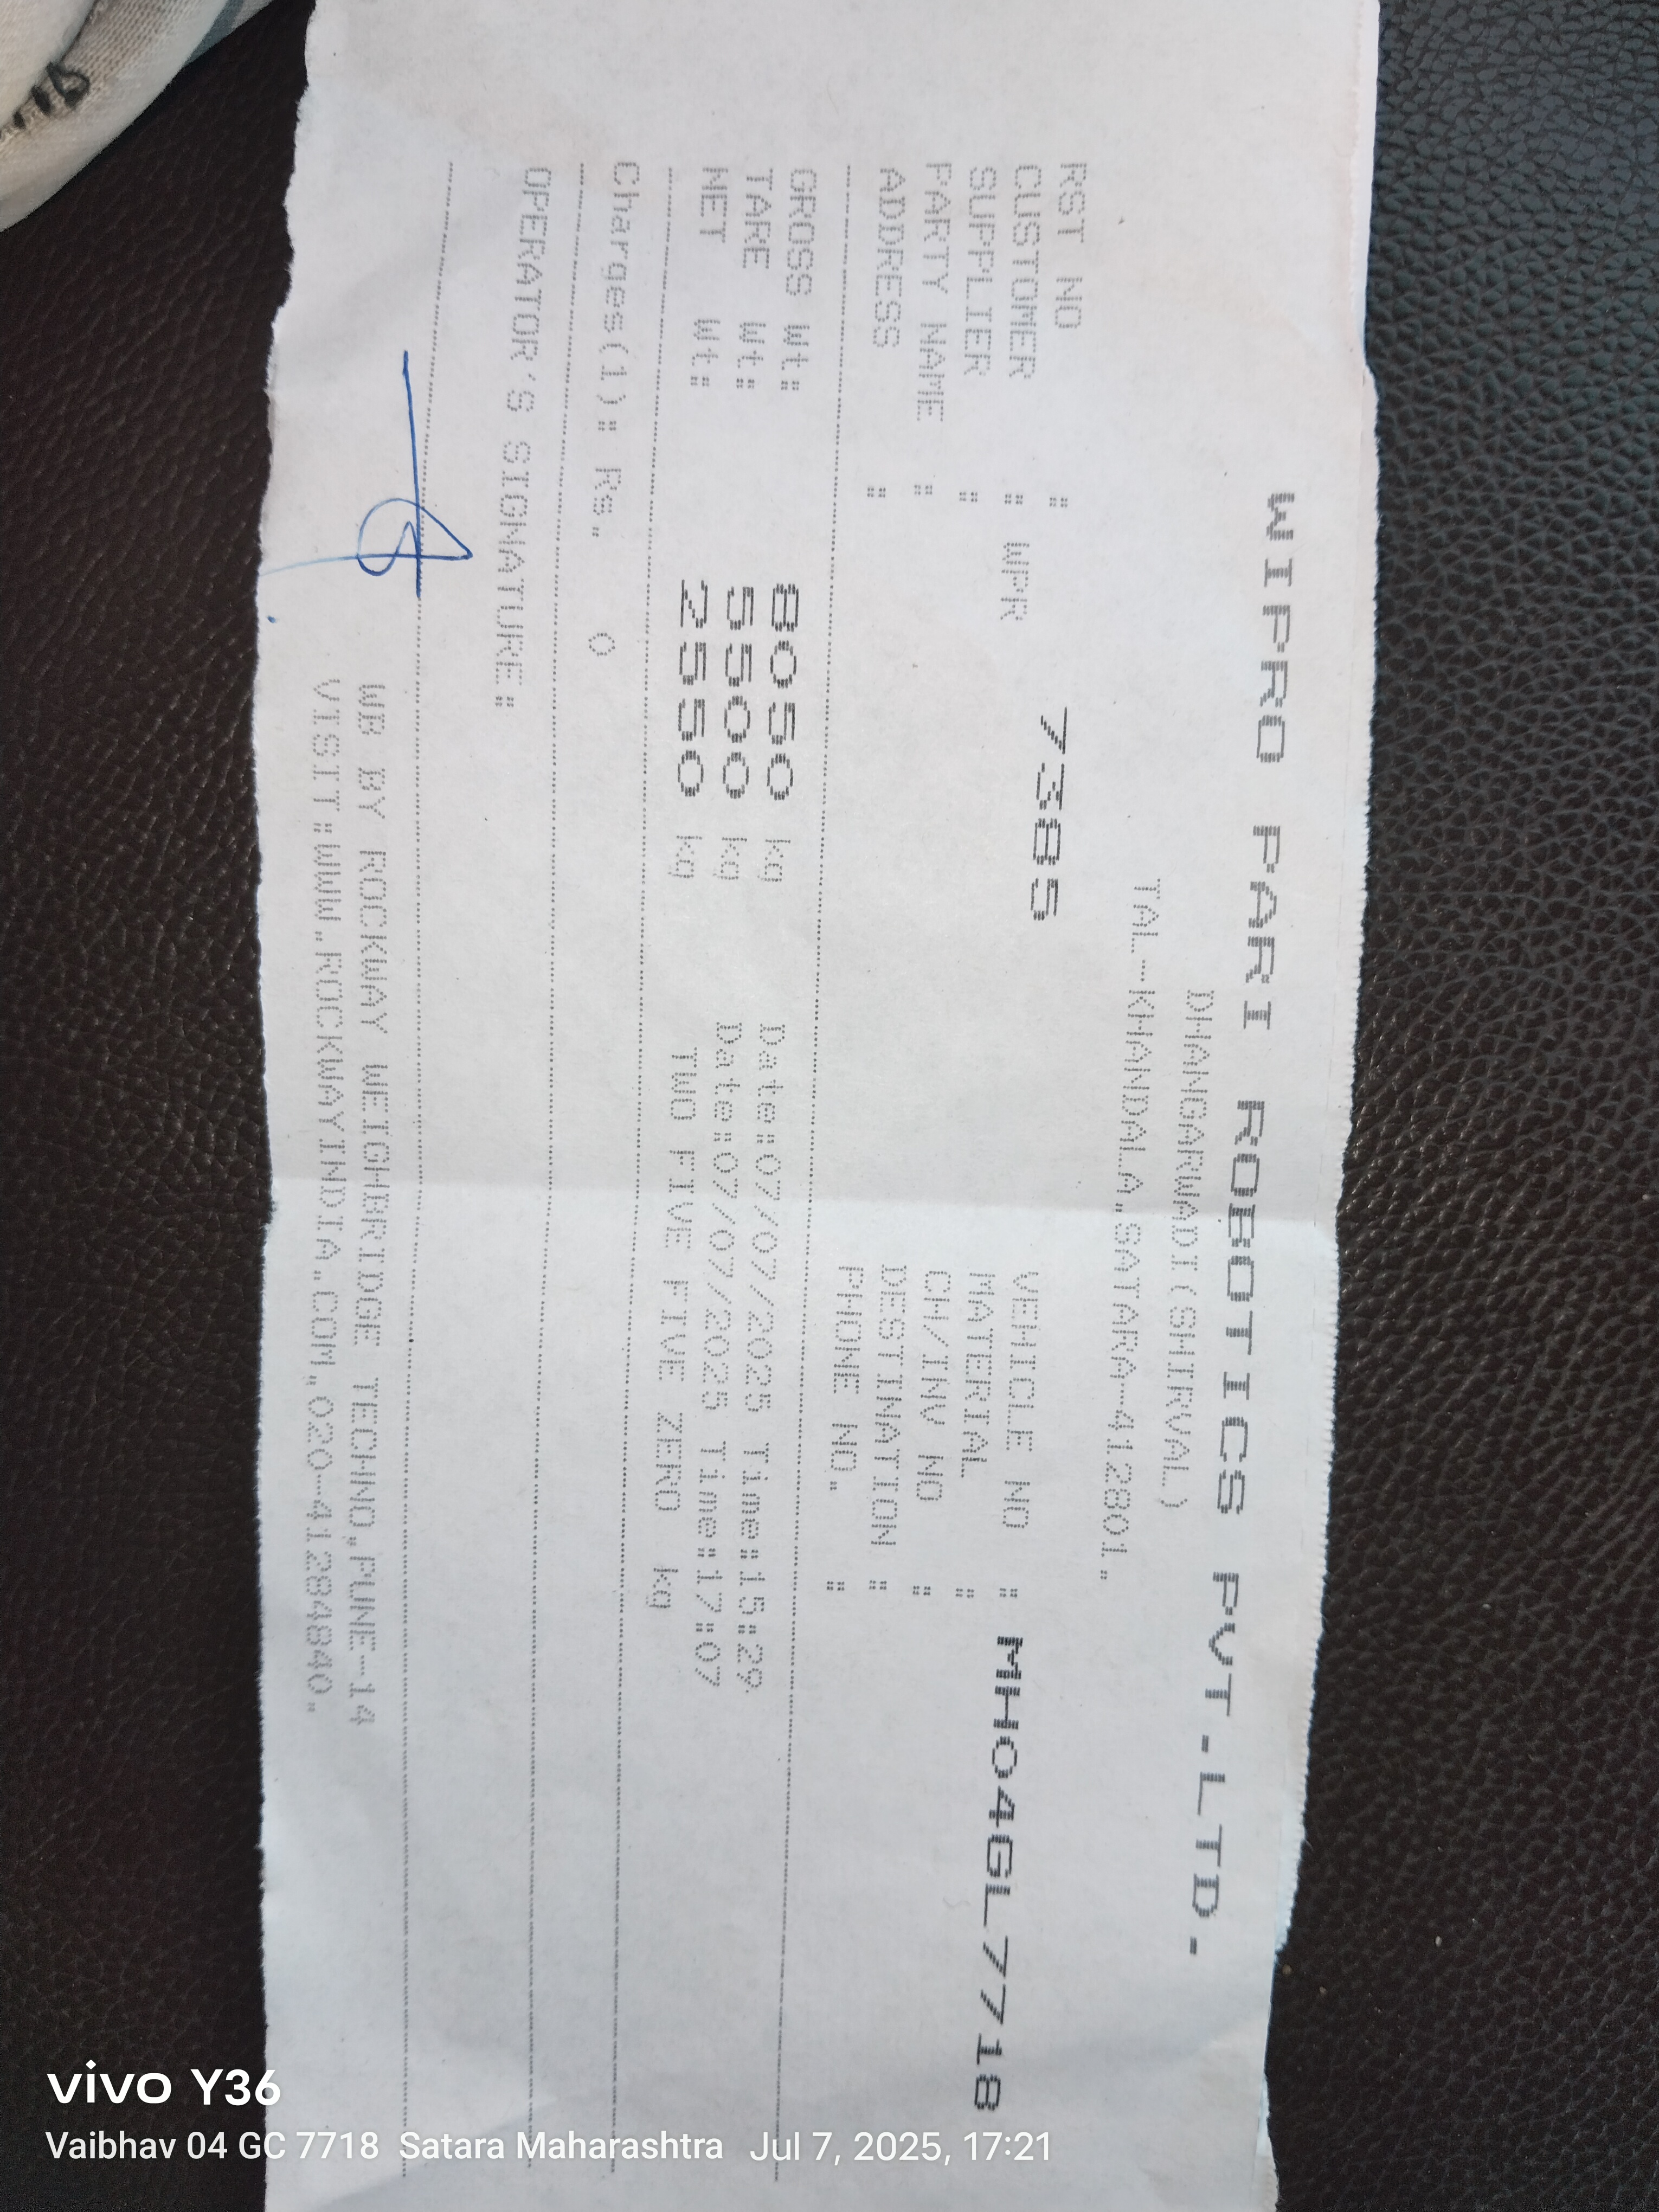 WIPRO PARI ROBOTICS PVT.LTD.
DHANGARWADI(SHIRVAL)
TAL-KHANDALA,SATARA-412801.
RST NO : 7385 VEHICLE NO : MH04GL7718
CUSTOMER : WPR MATERIAL :
SUPPLIER : CH/INV NO :
PARTY NAME : DESTINATION :
ADDRESS : PHONE NO. :
GROSS Wt: 8050 kg Date:07/07/2025 Time:15:29
TARE Wt: 5500 kg Date:07/07/2025 Time:17:07
NET Wt: 2550 kg TWO FIVE FIVE ZERO kg
Charges(1): Rs. 0
OPERATOR'S SIGNATURE:
WB BY ROCKWAY WEIGHBRIDGE TECHNO,PUNE-14
VISIT:WWW.ROCKWAYINDIA.COM,020-41284840.
vivo Y36
Vaibhav 04 GC 7718 Satara Maharashtra Jul 7, 2025, 17:21